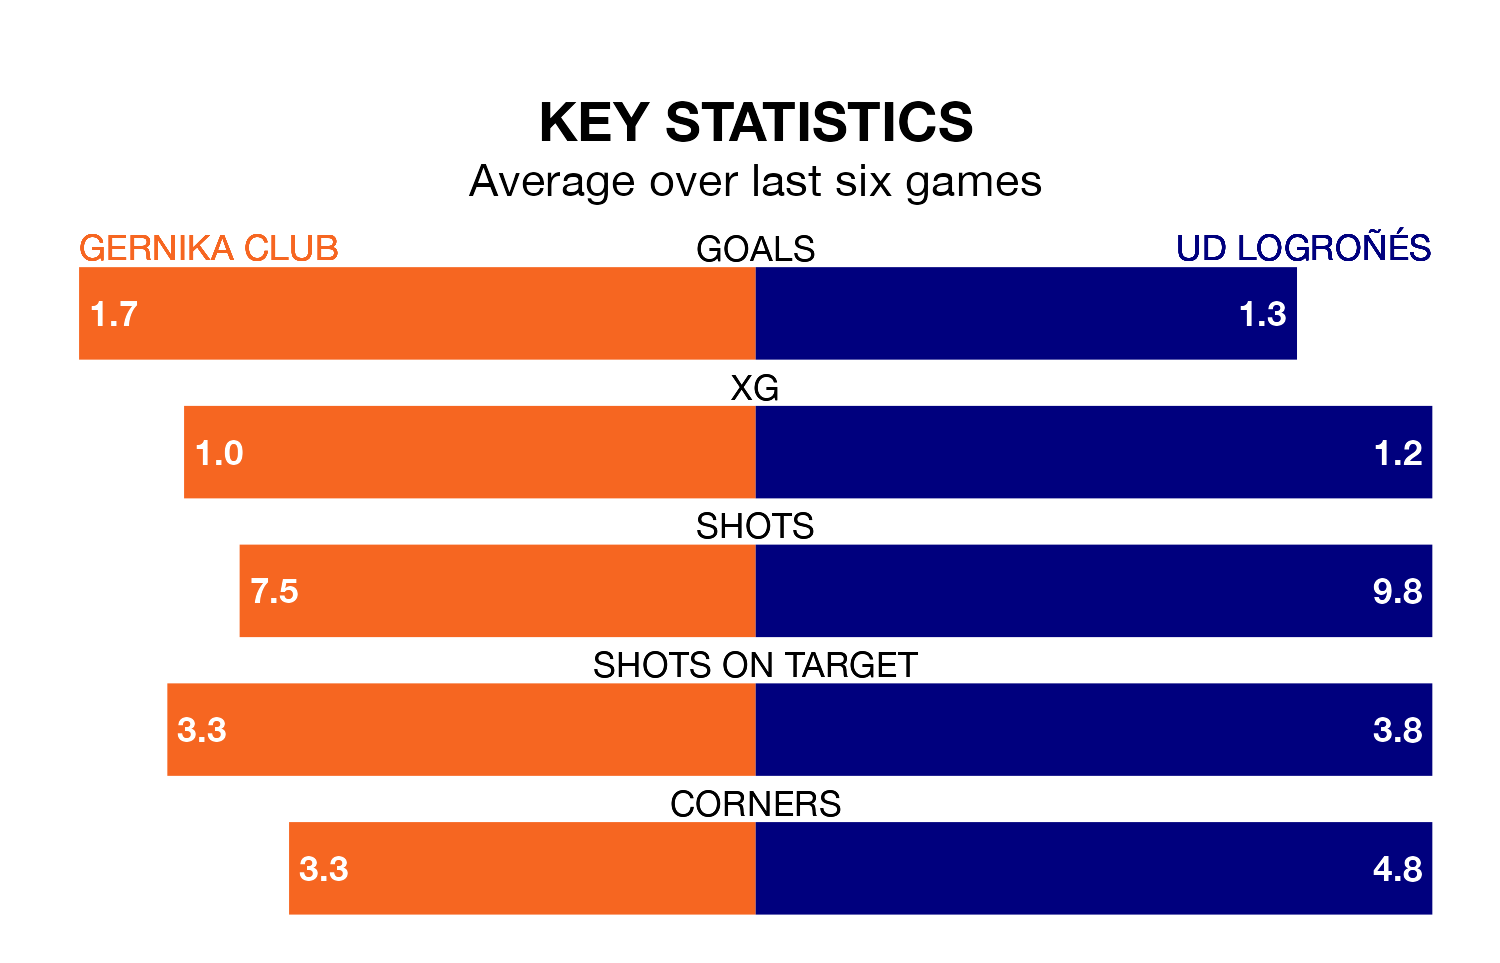 KEY STATISTICS
Average over last six games
GERNIKA CLUB GOALS UD LOGROÑÉS
1.7 1.3
XG
1.0 1.2
SHOTS
7.5 9.8
SHOTS ON TARGET
3.3 3.8
CORNERS
3.3 4.8